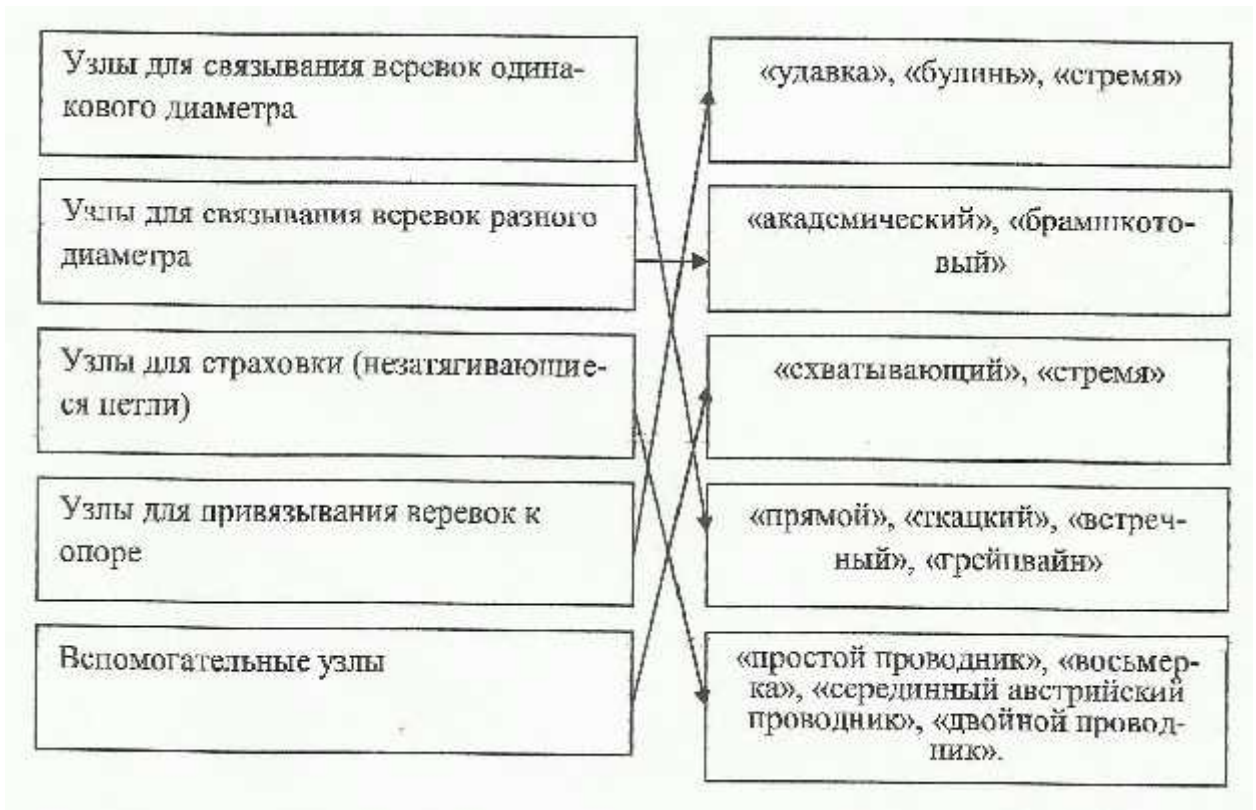 Узлы для связывания веревок одина-
кового диаметра
«удавка», «булинь», «стремя»
Узлы для связывания веревок разного
диаметра
«академический», «брамшкото-
вый»
Узлы для страховки (незатягивающие-
ся петли)
«схватывающий», «стремя»
Узлы для привязывания веревок к
опоре
«прямой», «ткацкий», «встреч-
ный», «грейпвайн»
Вспомогательные узлы
«простой проводник», «восьмер-
ка», «серединный австрийский
проводник», «двойной провод-
ник».